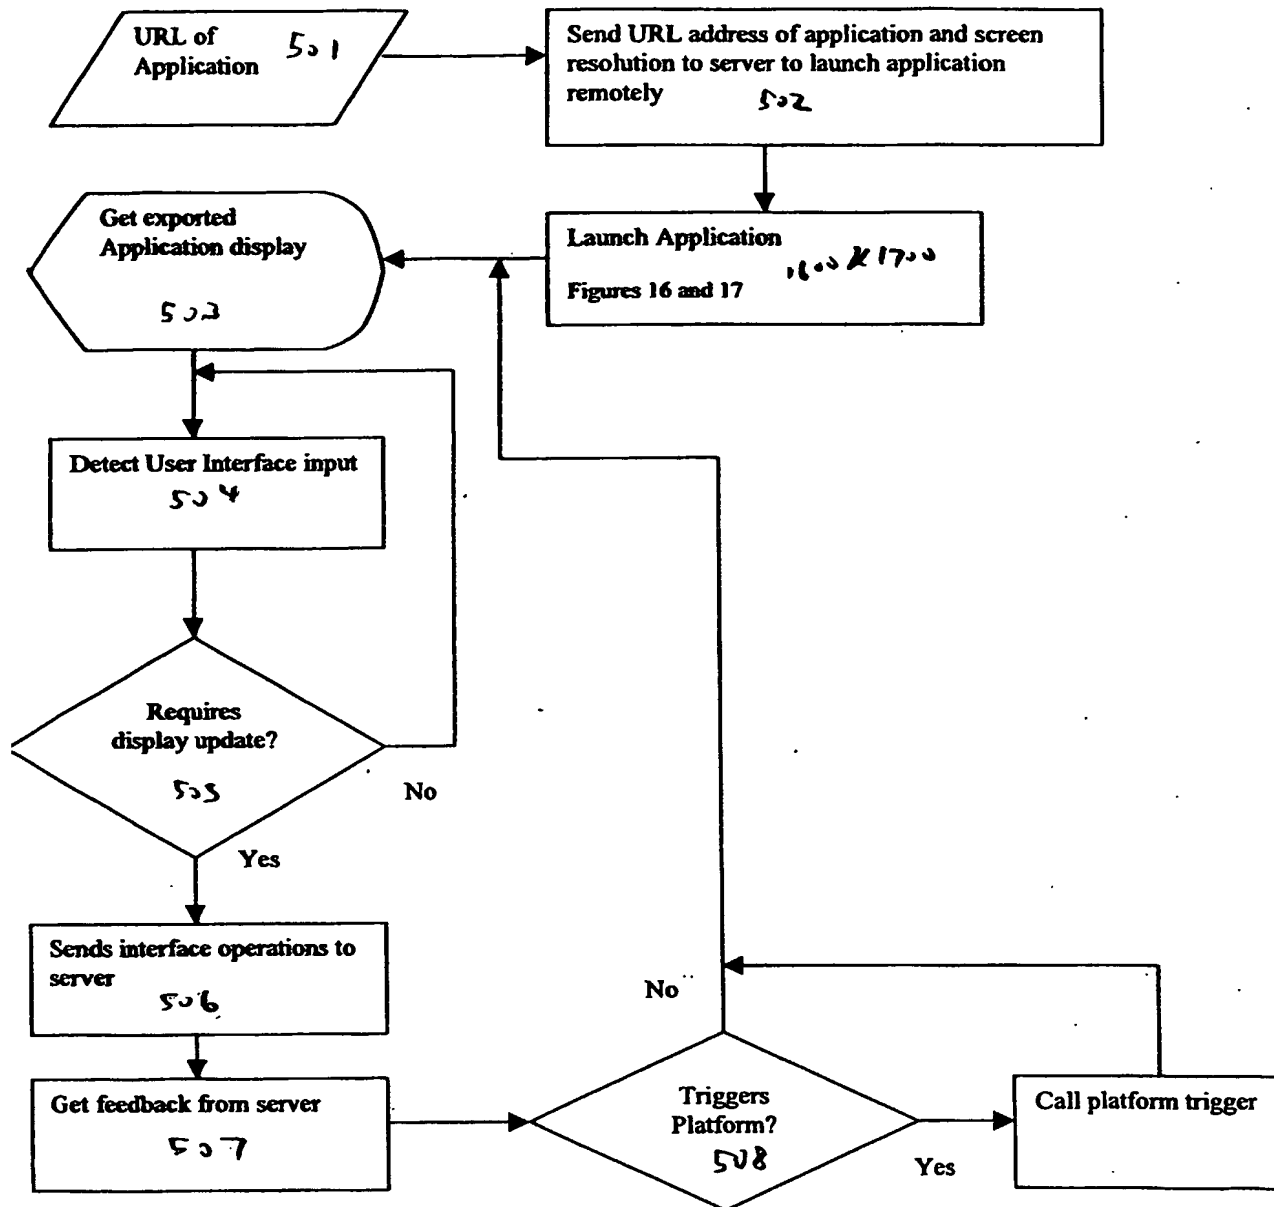 URL of
Application 501
Send URL address of application and screen
resolution to server to launch application
remotely 502
Get exported
Application display
503
Launch Application
1600 & 1700
Figures 16 and 17
Detect User Interface input
504
Requires
display update?
505
No
Yes
Sends interface operations to
server
506
Get feedback from server
507
No
Triggers
Platform?
508
Yes
Call platform trigger